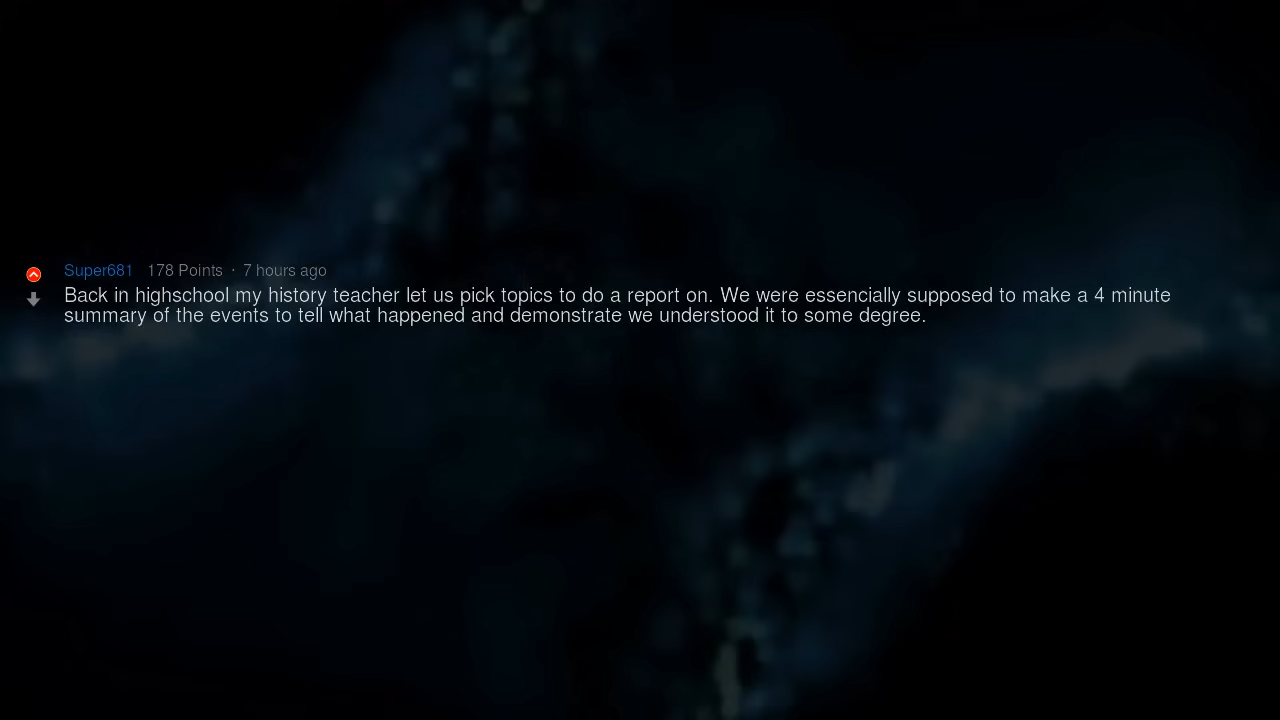 Super681 178 Points · 7 hours ago
Back in highschool my history teacher let us pick topics to do a report on. We were essencially supposed to make a 4 minute
summary of the events to tell what happened and demonstrate we understood it to some degree.